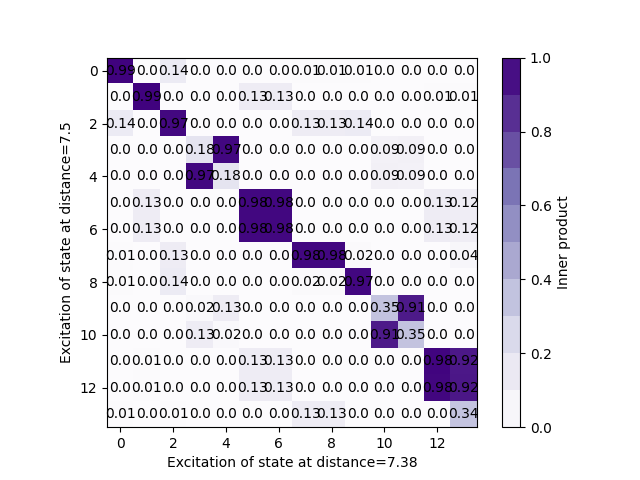 0 0.99 0.0 0.14 0.0 0.0 0.0 0.0 0.01 0.01 0.01 0.0 0.0 0.0 0.0
0.0 0.99 0.0 0.0 0.0 0.13 0.13 0.0 0.0 0.0 0.0 0.0 0.01 0.01
2 0.14 0.0 0.97 0.0 0.0 0.0 0.0 0.13 0.13 0.14 0.0 0.0 0.0 0.0
0.0 0.0 0.0 0.18 0.97 0.0 0.0 0.0 0.0 0.0 0.09 0.09 0.0 0.0
4 0.0 0.0 0.0 0.97 0.18 0.0 0.0 0.0 0.0 0.0 0.09 0.09 0.0 0.0
0.0 0.13 0.0 0.0 0.0 0.98 0.98 0.0 0.0 0.0 0.0 0.0 0.13 0.12
6 0.0 0.13 0.0 0.0 0.0 0.98 0.98 0.0 0.0 0.0 0.0 0.0 0.13 0.12
0.01 0.0 0.13 0.0 0.0 0.0 0.0 0.98 0.98 0.02 0.0 0.0 0.0 0.04
8 0.01 0.0 0.14 0.0 0.0 0.0 0.0 0.02 0.02 0.97 0.0 0.0 0.0 0.0
0.0 0.0 0.0 0.02 0.13 0.0 0.0 0.0 0.0 0.0 0.35 0.91 0.0 0.0
10 0.0 0.0 0.0 0.13 0.02 0.0 0.0 0.0 0.0 0.0 0.91 0.35 0.0 0.0
0.0 0.01 0.0 0.0 0.0 0.13 0.13 0.0 0.0 0.0 0.0 0.0 0.98 0.92
12 0.0 0.01 0.0 0.0 0.0 0.13 0.13 0.0 0.0 0.0 0.0 0.0 0.98 0.92
0.01 0.0 0.01 0.0 0.0 0.0 0.0 0.13 0.13 0.0 0.0 0.0 0.0 0.34
0 2 4 6 8 10 12
Excitation of state at distance=7.38
Excitation of state at distance=7.5
1.0
0.8
0.6
0.4
0.2
0.0
Inner product